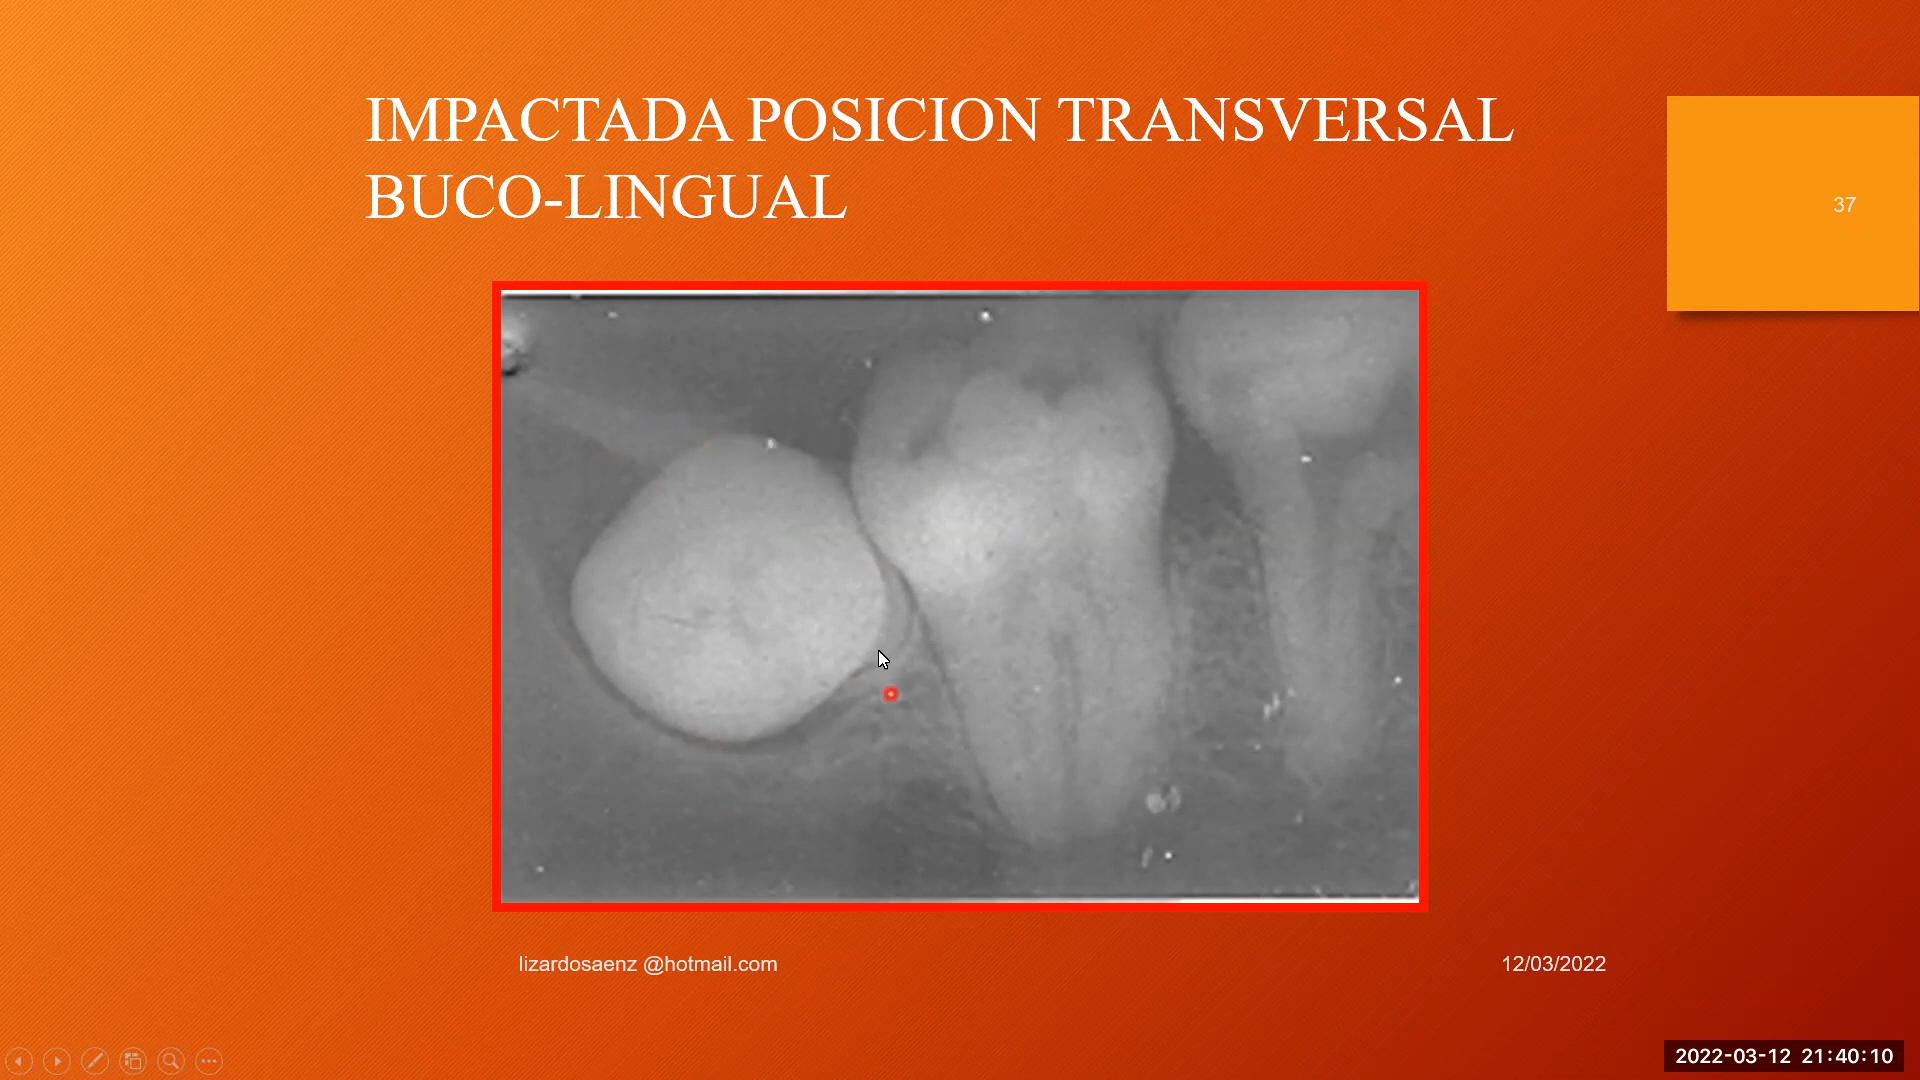 IMPACTADA POSICION TRANSVERSAL
BUCO-LINGUAL
37
lizardosaenz @hotmail.com
12/03/2022
2022-03-12 21:40:10